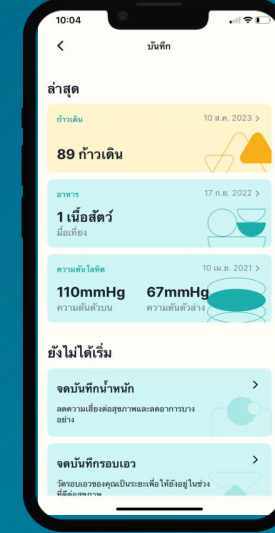 10:04
บันทึก
ล่าสุด
ก้าวเดิน
10 ส.ค. 2023 >
89 ก้าวเดิน
อาหาร
17 ก.ย. 2022 >
1 เนื้อสัตว์
มื้อเที่ยง
ความดันโลหิต
10 เม.ย. 2021 >
110mmHg 67mmHg
ความดันตัวบน ความดันตัวล่าง
ยังไม่ได้เริ่ม
จดบันทึกน้ำหนัก
ลดความเสี่ยงต่อสุขภาพและลดอาการบาง
อย่าง
จดบันทึกรอบเอว
วัดรอบเอวของคุณเป็นระยะเพื่อให้ยังอยู่ในช่วง
ที่ดีต่อสุขภาพ